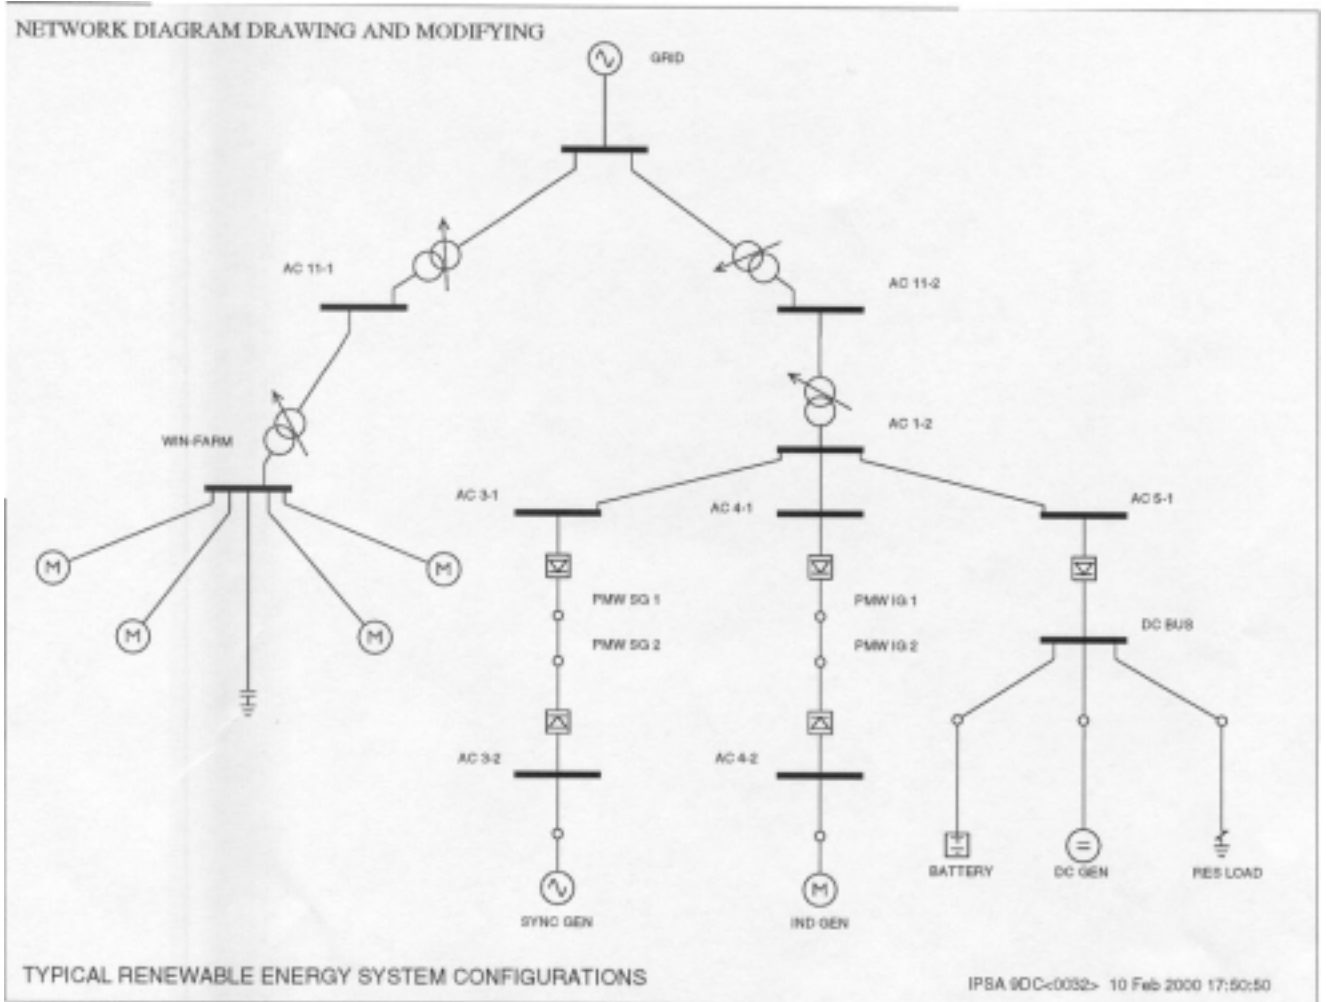 NETWORK DIAGRAM DRAWING AND MODIFYING
GRID
AC 11-1
AC 11-2
WIN-FARM
AC 1-2
AC 3-1
AC 4-1
AC 5-1
M
M
M
M
PMW SG 1
PMW IG 1
DC BUS
PMW SG 2
PMW IG 2
AC 3-2
AC 4-2
M
BATTERY
DC GEN
RES LOAD
SYNC GEN
IND GEN
TYPICAL RENEWABLE ENERGY SYSTEM CONFIGURATIONS
IPSA 9DC<0032> 10 Feb 2000 17:50:50